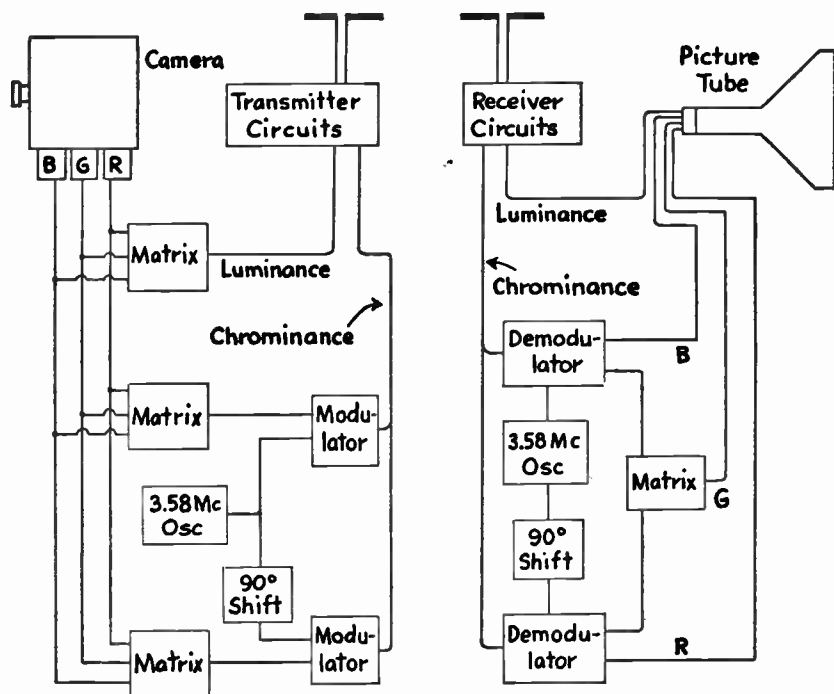 Camera
B G R
Transmitter
Circuits
Matrix
Luminance
Chrominance
Matrix
Modu-
lator
3.58 Mc
Osc
90°
Shift
Matrix
Modu-
lator
Receiver
Circuits
Picture
Tube
Luminance
Chrominance
Demodu-
lator
B
3.58 Mc
Osc
Matrix
G
90°
Shift
Demodu-
lator
R